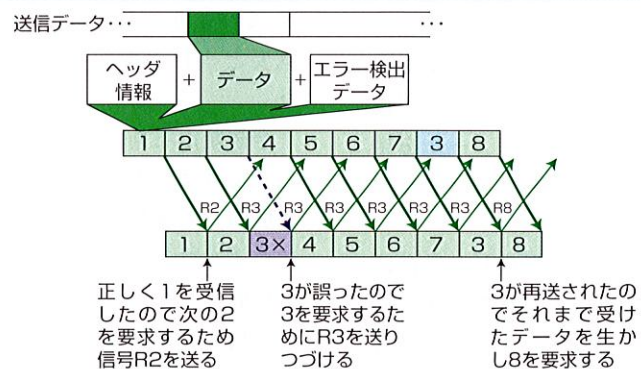 送信データ…
…
ヘッダ
情報
+
データ
+
エラー検出
データ
1 2 3 4 5 6 7 3 8
R2 R3 R3 R3 R3 R3 R3 R8
1 2 3× 4 5 6 7 3 8
正しく1を受信
したので次の2
を要求するため
信号R2を送る
3が誤ったので
3を要求するた
めにR3を送り
つづける
3が再送されたの
でそれまで受け
たデータを生か
し8を要求する